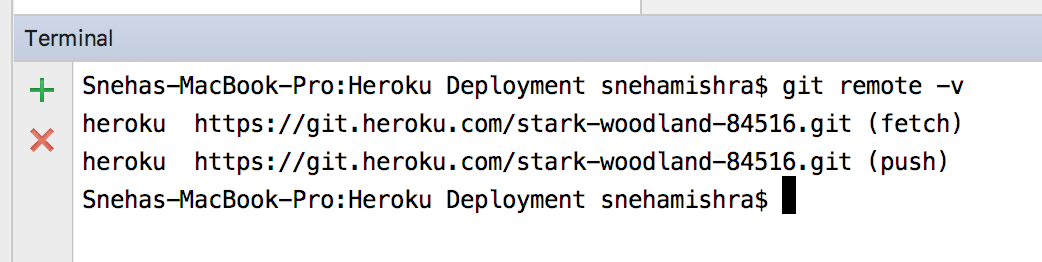 Terminal
Snehas-MacBook-Pro:Heroku Deployment snehamishra$ git remote -v
heroku  https://git.heroku.com/stark-woodland-84516.git (fetch)
heroku  https://git.heroku.com/stark-woodland-84516.git (push)
Snehas-MacBook-Pro:Heroku Deployment snehamishra$